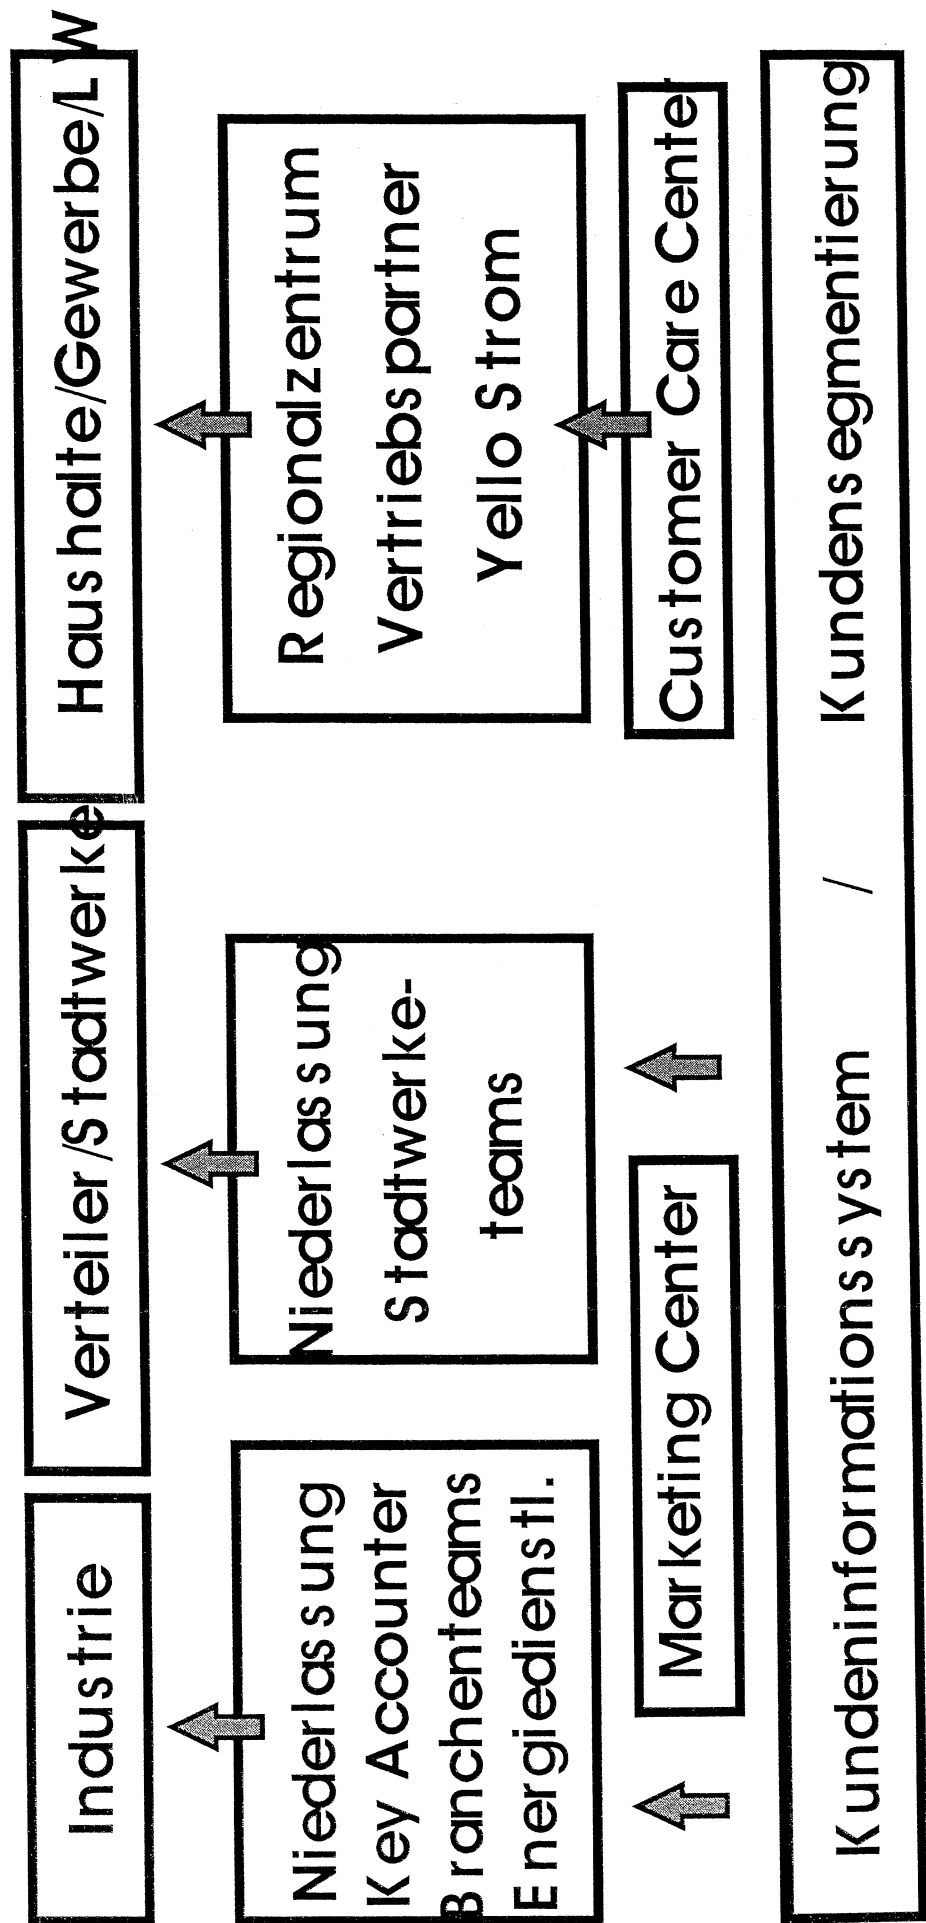 Industrie
Verteiler/Stadtwerke
Haushalte/Gewerbe/LW
Niederlassung
Key Accounter
Branchenteams
Energiedienstl.
Niederlassung
Stadtwerke-
teams
Regionalzentrum
Vertriebspartner
Yello Strom
Marketing Center
Customer Care Center
Kundeninformationssystem / Kundensegmentierung